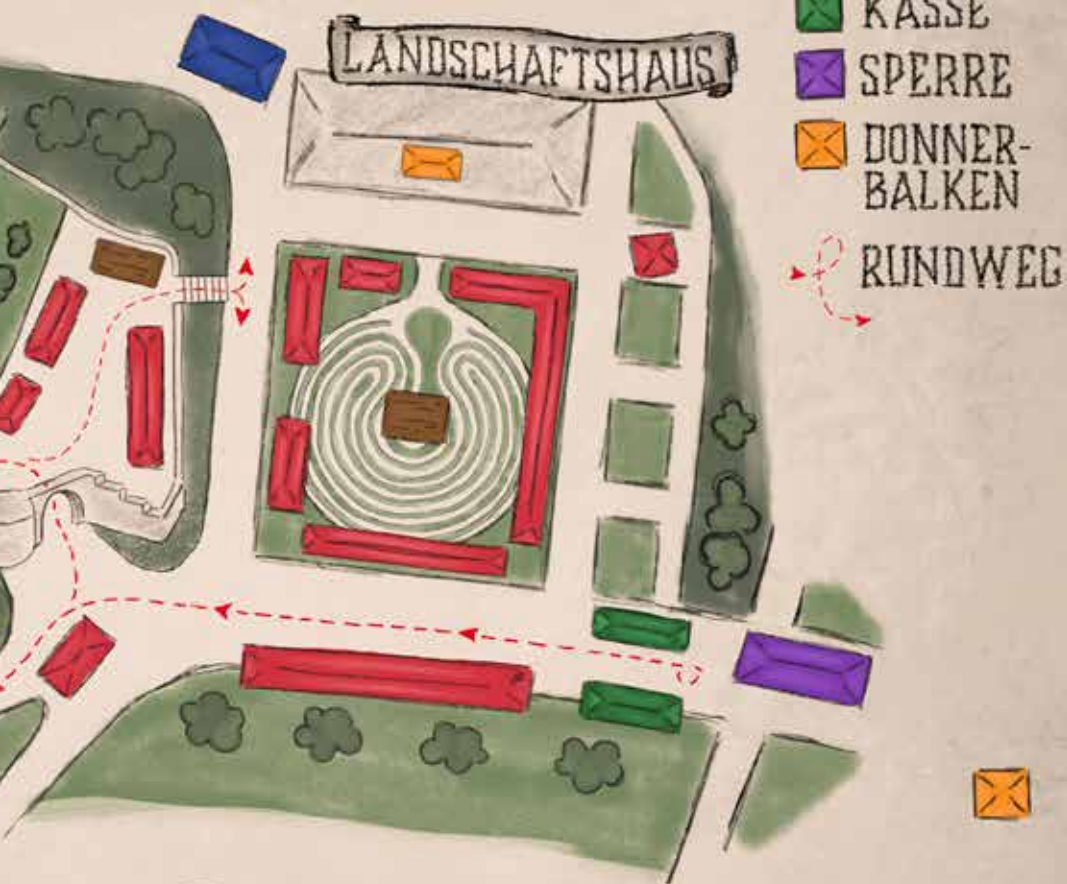 LANDSCHAFTSHAUS
KASSE
SPERRE
DONNER-
BALKEN
RUNDWEG